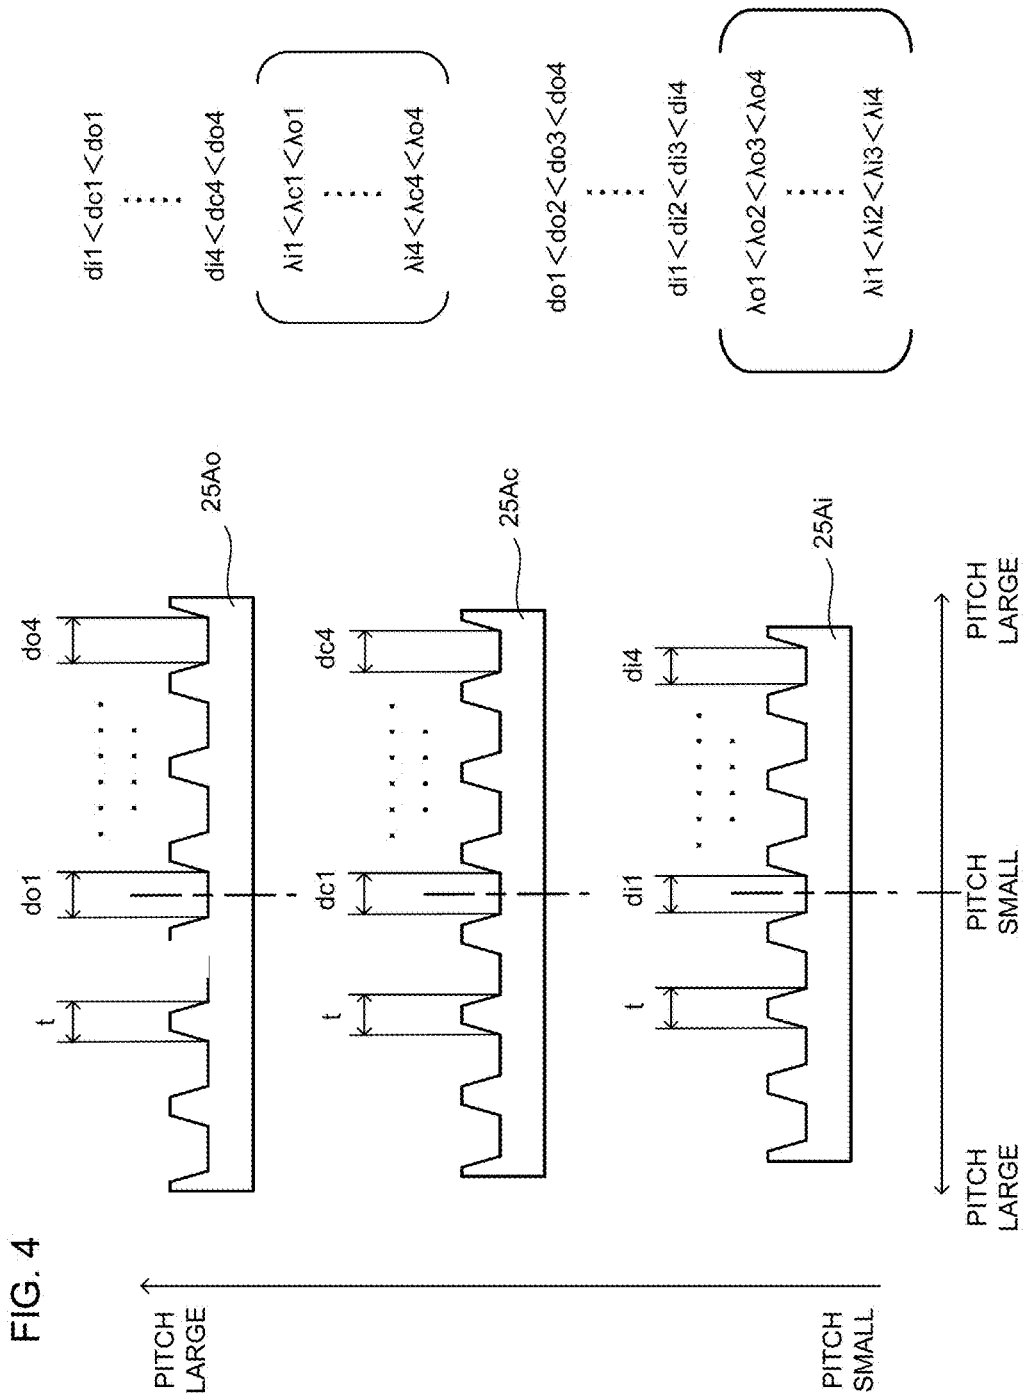 FIG. 4
PITCH
LARGE
PITCH
SMALL
t
do1
do4
25Ao
t
dc1
dc4
25Ac
t
di1
di4
25Ai
PITCH
LARGE
PITCH
SMALL
PITCH
LARGE
di1<dc1<do1
di4<dc4<do4
λi1<λc1<λo1
λi4<λc4<λo4
do1<do2<do3<do4
di1<di2<di3<di4
λo1<λo2<λo3<λo4
λi1<λi2<λi3<λi4